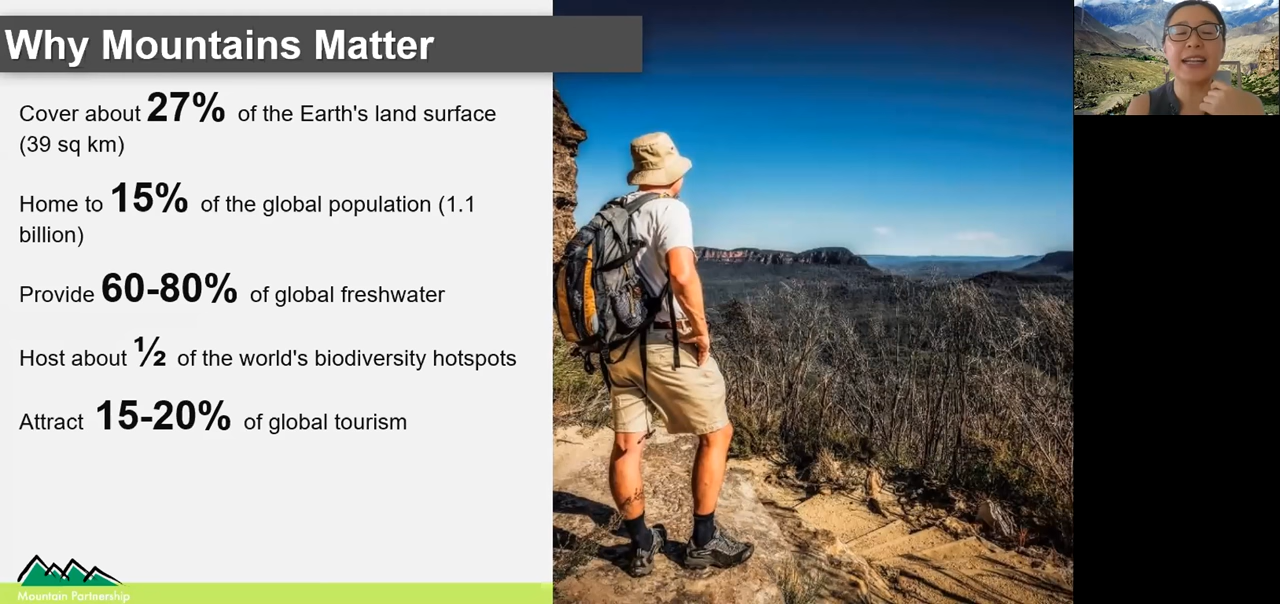 Why Mountains Matter
Cover about 27% of the Earth's land surface
(39 sq km)
Home to 15% of the global population (1.1
billion)
Provide 60-80% of global freshwater
Host about ½ of the world's biodiversity hotspots
Attract 15-20% of global tourism
Mountain Partnership